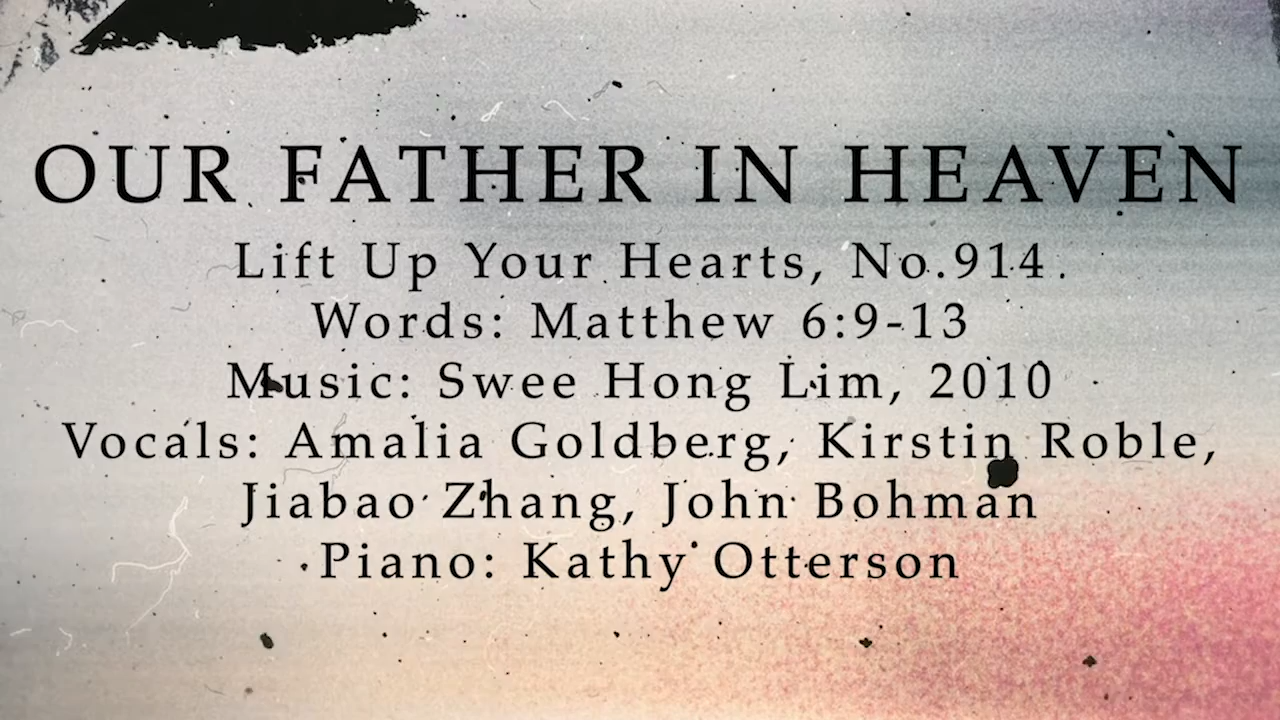 OUR FATHER IN HEAVEN
Lift Up Your Hearts, No.914
Words: Matthew 6:9-13
Music: Swee Hong Lim, 2010
Vocals: Amalia Goldberg, Kirstin Roble,
Jiabao Zhang, John Bohman
Piano: Kathy Otterson